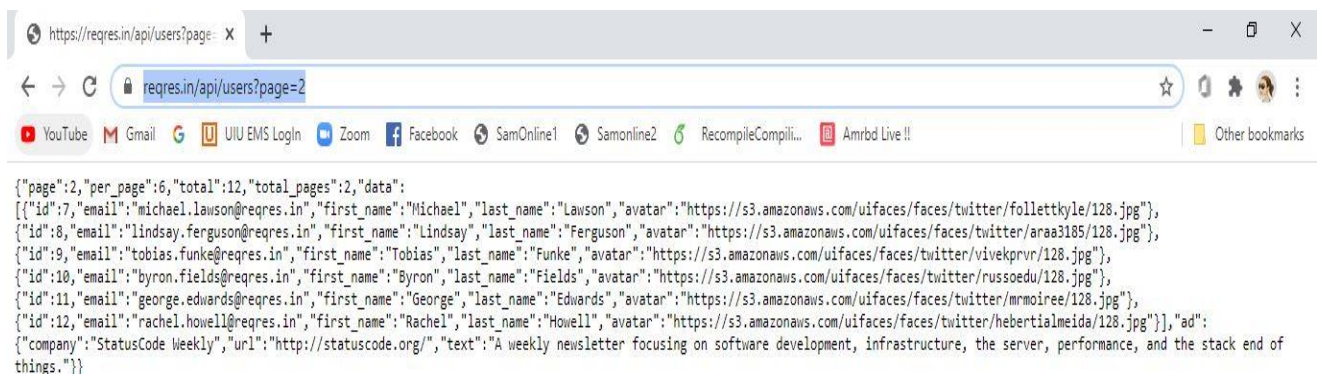 https://reqres.in/api/users?page=
reqres.in/api/users?page=2
YouTube Gmail UIU EMS LogIn Zoom Facebook SamOnline1 Samonline2 RecompileCompili... Amrbd Live !! Other bookmarks
{"page":2,"per_page":6,"total":12,"total_pages":2,"data":
[{"id":7,"email":"michael.lawson@reqres.in","first_name":"Michael","last_name":"Lawson","avatar":"https://s3.amazonaws.com/uifaces/faces/twitter/follettkyle/128.jpg"},
{"id":8,"email":"lindsay.ferguson@reqres.in","first_name":"Lindsay","last_name":"Ferguson","avatar":"https://s3.amazonaws.com/uifaces/faces/twitter/araa3185/128.jpg"},
{"id":9,"email":"tobias.funke@reqres.in","first_name":"Tobias","last_name":"Funke","avatar":"https://s3.amazonaws.com/uifaces/faces/twitter/vivekprvr/128.jpg"},
{"id":10,"email":"byron.fields@reqres.in","first_name":"Byron","last_name":"Fields","avatar":"https://s3.amazonaws.com/uifaces/faces/twitter/russoedu/128.jpg"},
{"id":11,"email":"george.edwards@reqres.in","first_name":"George","last_name":"Edwards","avatar":"https://s3.amazonaws.com/uifaces/faces/twitter/mrmoiree/128.jpg"},
{"id":12,"email":"rachel.howell@reqres.in","first_name":"Rachel","last_name":"Howell","avatar":"https://s3.amazonaws.com/uifaces/faces/twitter/hebertialmeida/128.jpg"}],"ad":
{"company":"StatusCode Weekly","url":"http://statuscode.org/","text":"A weekly newsletter focusing on software development, infrastructure, the server, performance, and the stack end of
things."}}